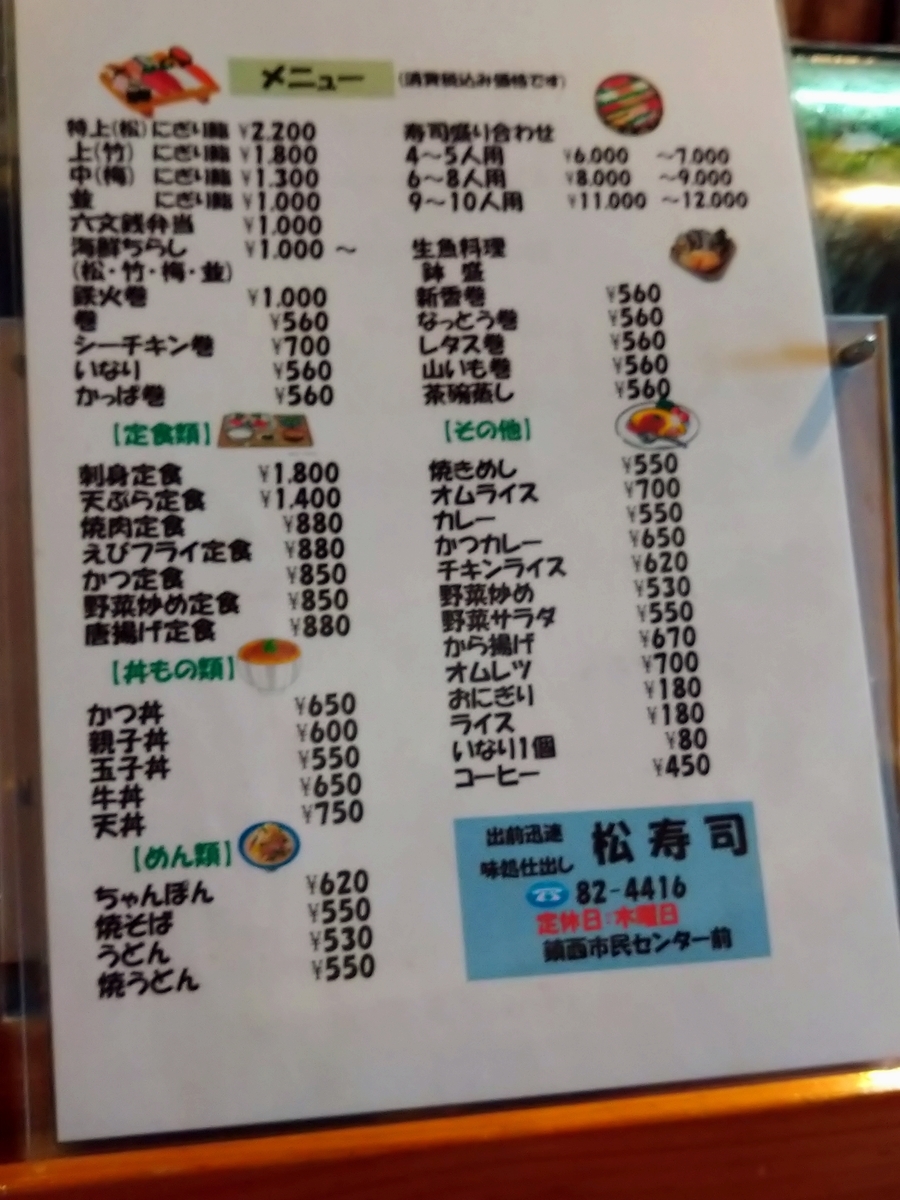 メニュー (消費税込み価格です)
特上(松)にぎり鮨 ¥2,200
上(竹) にぎり鮨 ¥1,800
中(梅) にぎり鮨 ¥1,300
並 にぎり鮨 ¥1,000
六文銭弁当 ¥1,000
海鮮ちらし ¥1,000 ～
(松・竹・梅・並)
鉄火巻 ¥1,000
巻 ¥560
シーチキン巻 ¥700
いなり ¥560
かっぱ巻 ¥560
【定食類】
刺身定食 ¥1,800
天ぷら定食 ¥1,400
焼肉定食 ¥880
えびフライ定食 ¥880
かつ定食 ¥850
野菜炒め定食 ¥850
唐揚げ定食 ¥880
【丼もの類】
かつ丼 ¥650
親子丼 ¥600
玉子丼 ¥550
牛丼 ¥650
天丼 ¥750
【めん類】
ちゃんぽん ¥620
焼そば ¥550
うどん ¥530
焼うどん ¥550
寿司盛り合わせ
4～5人用 ¥6,000 ～7,000
6～8人用 ¥8,000 ～9,000
9～10人用 ¥11,000 ～12,000
生魚料理
鉢 盛
新香巻 ¥560
なっとう巻 ¥560
レタス巻 ¥560
山いも巻 ¥560
茶碗蒸し ¥560
【その他】
焼きめし ¥550
オムライス ¥700
カレー ¥550
かつカレー ¥650
チキンライス ¥620
野菜炒め ¥530
野菜サラダ ¥550
から揚げ ¥670
オムレツ ¥700
おにぎり ¥180
ライス ¥180
いなり1個 ¥80
コーヒー ¥450
出前迅速 松寿司
味処仕出し
☎ 82-4416
定休日：木曜日
鎮西市民センター前